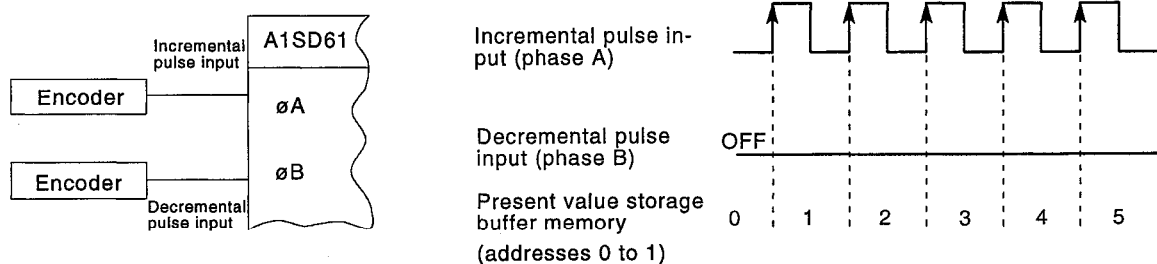 Incremental
pulse input
A1SD61
Encoder
øA
Encoder
øB
Decremental
pulse input
Incremental pulse in-
put (phase A)
Decremental pulse
input (phase B)
OFF
Present value storage
buffer memory
(addresses 0 to 1)
0 1 2 3 4 5